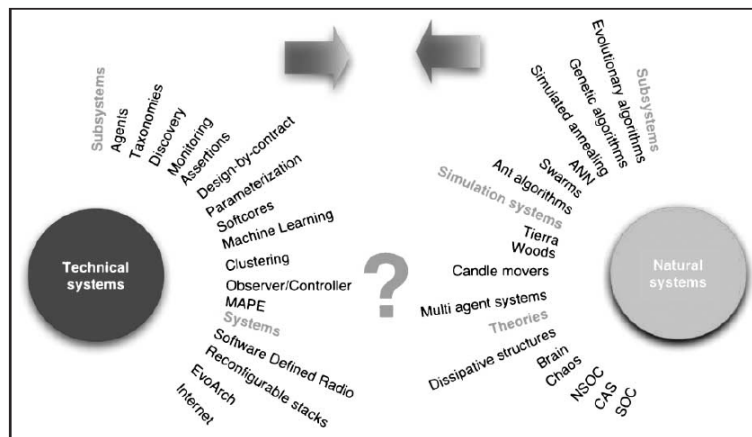 Subsystems
Agents
Taxonomies
Discovery
Monitoring
Assertions
Design-by-contract
Parameterization
Softcores
Machine Learning
Clustering
Observer/Controller
MAPE
Systems
Software Defined Radio
Reconfigurable stacks
EvoArch
Internet
Technical
systems
?
Subsystems
Evolutionary algorithms
Genetic algorithms
Simulated annealing
ANN
Swarms
Ant algorithms
Simulation systems
Tierra
Woods
Candle movers
Multi agent systems
Theories
Dissipative structures
Brain
Chaos
NSOC
CAS
SOC
Natural
systems